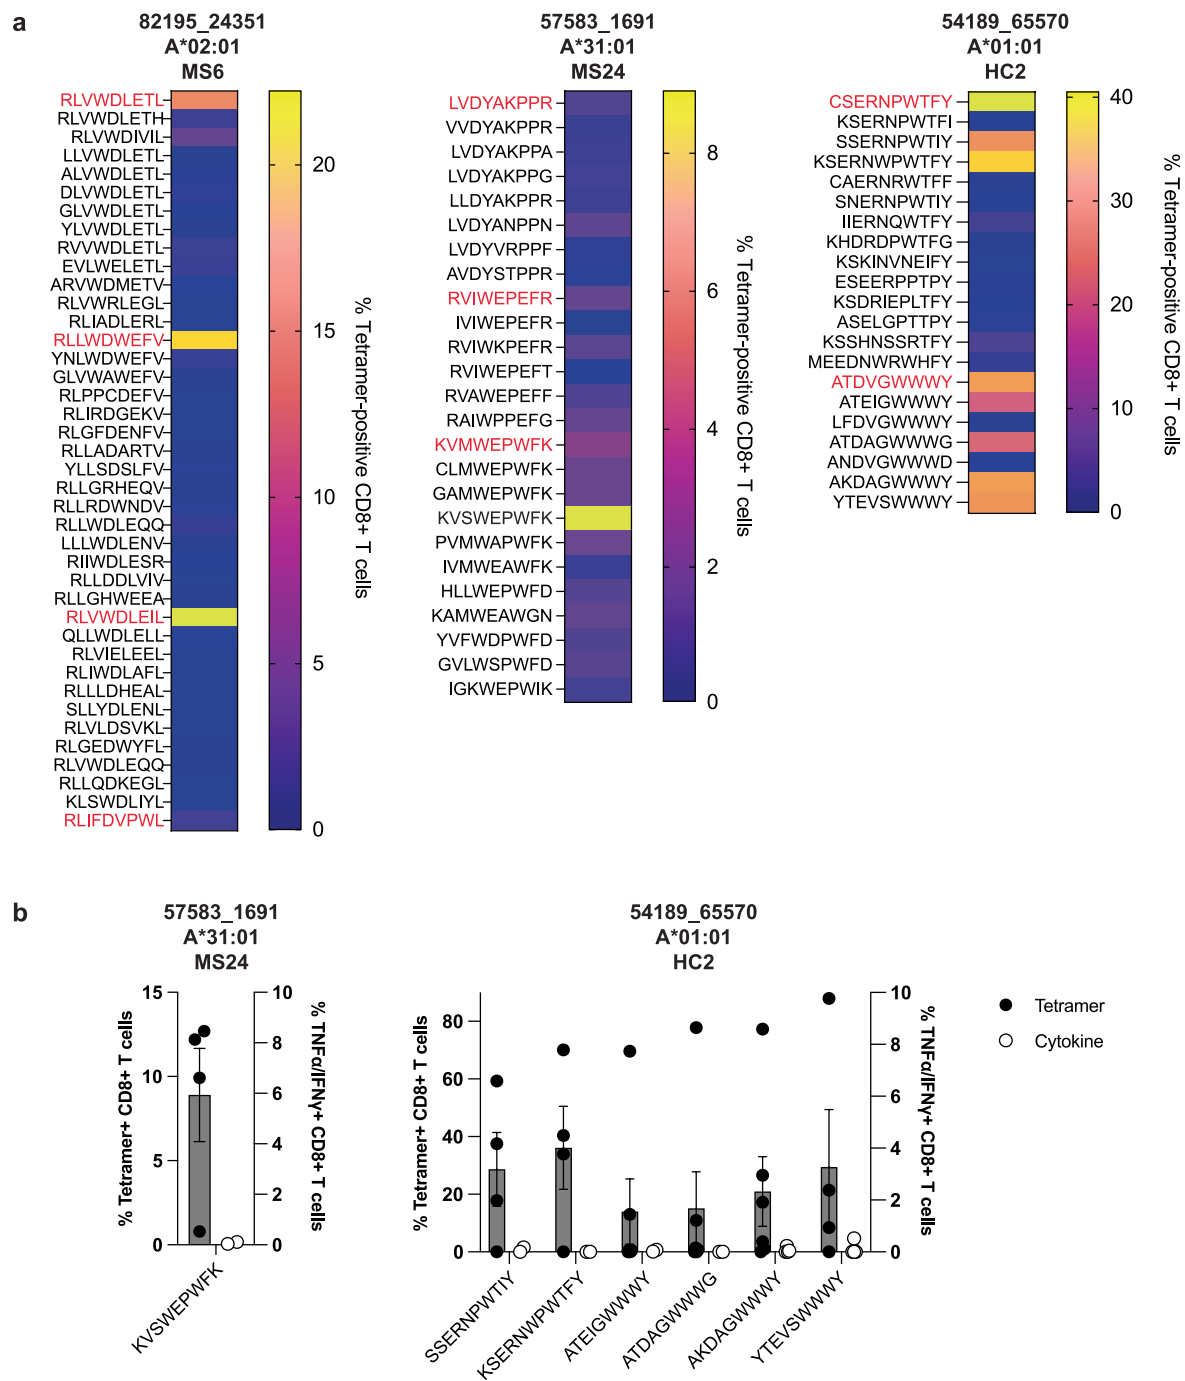 a
82195_24351
A*02:01
MS6
RLVWDLETL
RLVWDLETH
RLVWDIVIL
LLVWDLETL
ALVWDLETL
DLVWDLETL
GLVWDLETL
YLVWDLETL
RVVWDLETL
EVLWELETL
ARVWDMETV
RLVWRLEGL
RLIADLERL
RLLWDWEFV
YNLWDWEFV
GLVWAWEFV
RLPPCDEFV
RLIRDGEKV
RLGFDENFV
RLLADARTV
YLLSDSLFV
RLLGRHEQV
RLLRDWNDV
RLLWDLEQQ
LLLWDLENV
RIIWDLESR
RLLDDLVIV
RLLGHWEEA
RLVWDLEIL
QLLWDLELL
RLVIELEEL
RLIWDLAFL
RLLLDHEAL
SLLYDLENL
RLVLDSVKL
RLGEDWYFL
RLVWDLEQQ
RLLQDKEGL
KLSWDLIYL
RLIFDVPWL
20
15
10
5
0
% Tetramer-positive CD8+ T cells
57583_1691
A*31:01
MS24
LVDYAKPPR
VVDYAKPPR
LVDYAKPPA
LVDYAKPPG
LLDYAKPPR
LVDYANPPN
LVDYVRPPF
AVDYSTPPR
RVIWEPEFR
IVIWEPEFR
RVIWKPEFR
RVIWEPEFT
RVAWEPEFF
RAIWPPEFG
KVMWEPWFK
CLMWEPWFK
GAMWEPWFK
KVSWEPWFK
PVMWAPWFK
IVMWEAWFK
HLLWEPWFD
KAMWEAWGN
YVFWDPWFD
GVLWSPWFD
IGKWEPWIK
8
6
4
2
0
% Tetramer-positive CD8+ T cells
54189_65570
A*01:01
HC2
CSERNPWTFY
KSERNPWTFI
SSERNPWTIY
KSERNWPWTFY
CAERNRWTFF
SNERNPWTIY
IIERNQWTFY
KHDRDPWTFG
KSKINVNEIFY
ESEERPPTPY
KSDRIEPLTFY
ASELGPTTPY
KSSHNSSRTFY
MEEDNWRWHFY
ATDVGWWWY
ATEIGWWWY
LFDVGWWWY
ATDAGWWWG
ANDVGWWWD
AKDAGWWWY
YTEVSWWWY
40
30
20
10
0
% Tetramer-positive CD8+ T cells
b
57583_1691
A*31:01
MS24
% Tetramer+ CD8+ T cells
15
10
5
0
10
8
6
4
2
0
% TNFα/IFNγ+ CD8+ T cells
KVSWEPWFK
54189_65570
A*01:01
HC2
% Tetramer+ CD8+ T cells
80
60
40
20
0
10
8
6
4
2
0
% TNFα/IFNγ+ CD8+ T cells
SSERNPWTIY
KSERNWPWTFY
ATEIGWWWY
ATDAGWWWG
AKDAGWWWY
YTEVSWWWY
Tetramer
Cytokine